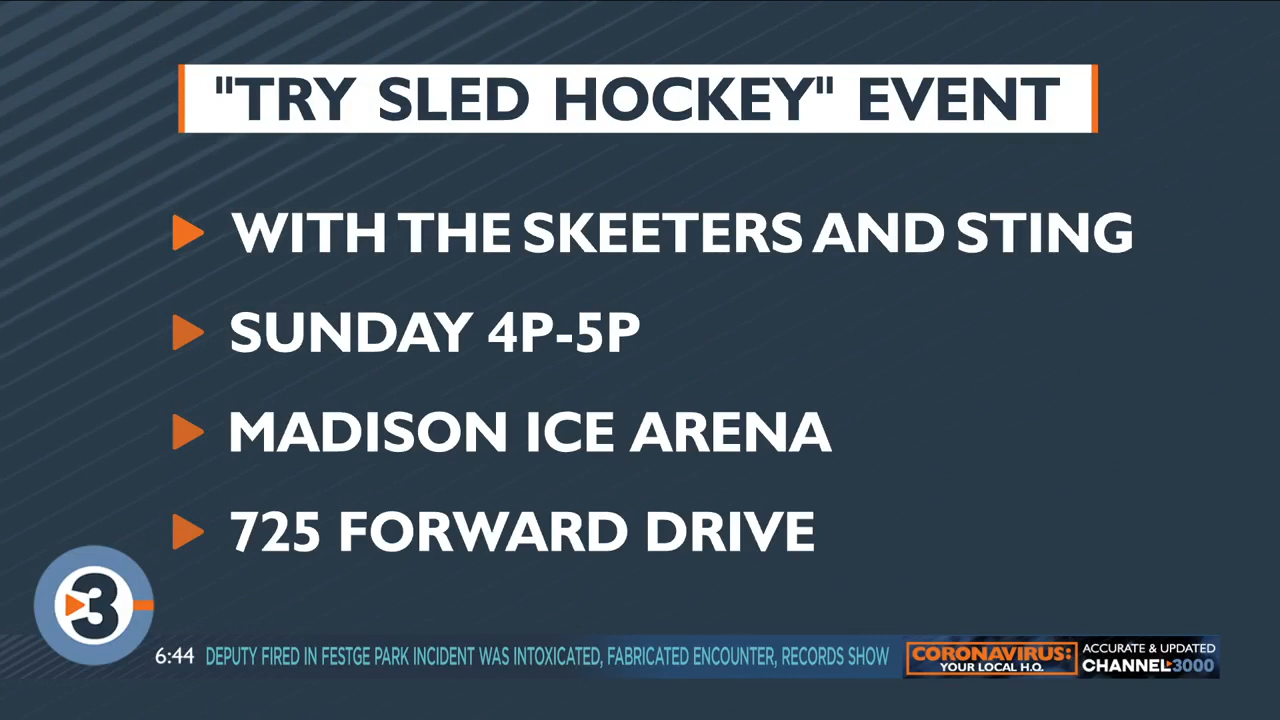 "TRY SLED HOCKEY" EVENT
WITH THE SKEETERS AND STING
SUNDAY 4P-5P
MADISON ICE ARENA
725 FORWARD DRIVE
3
6:44 DEPUTY FIRED IN FESTGE PARK INCIDENT WAS INTOXICATED, FABRICATED ENCOUNTER, RECORDS SHOW
CORONAVIRUS:
YOUR LOCAL H.Q.
ACCURATE & UPDATED
CHANNEL3000